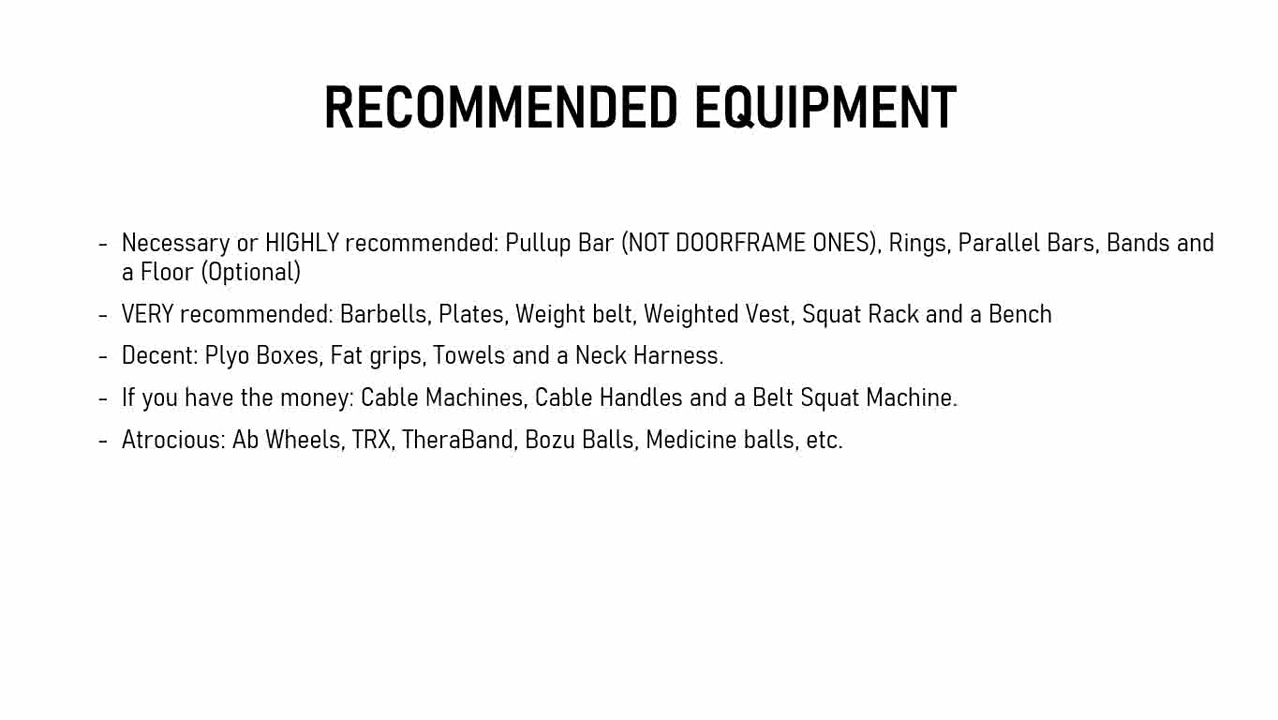 RECOMMENDED EQUIPMENT
- Necessary or HIGHLY recommended: Pullup Bar (NOT DOORFRAME ONES), Rings, Parallel Bars, Bands and
a Floor (Optional)
- VERY recommended: Barbells, Plates, Weight belt, Weighted Vest, Squat Rack and a Bench
- Decent: Plyo Boxes, Fat grips, Towels and a Neck Harness.
- If you have the money: Cable Machines, Cable Handles and a Belt Squat Machine.
- Atrocious: Ab Wheels, TRX, TheraBand, Bozu Balls, Medicine balls, etc.